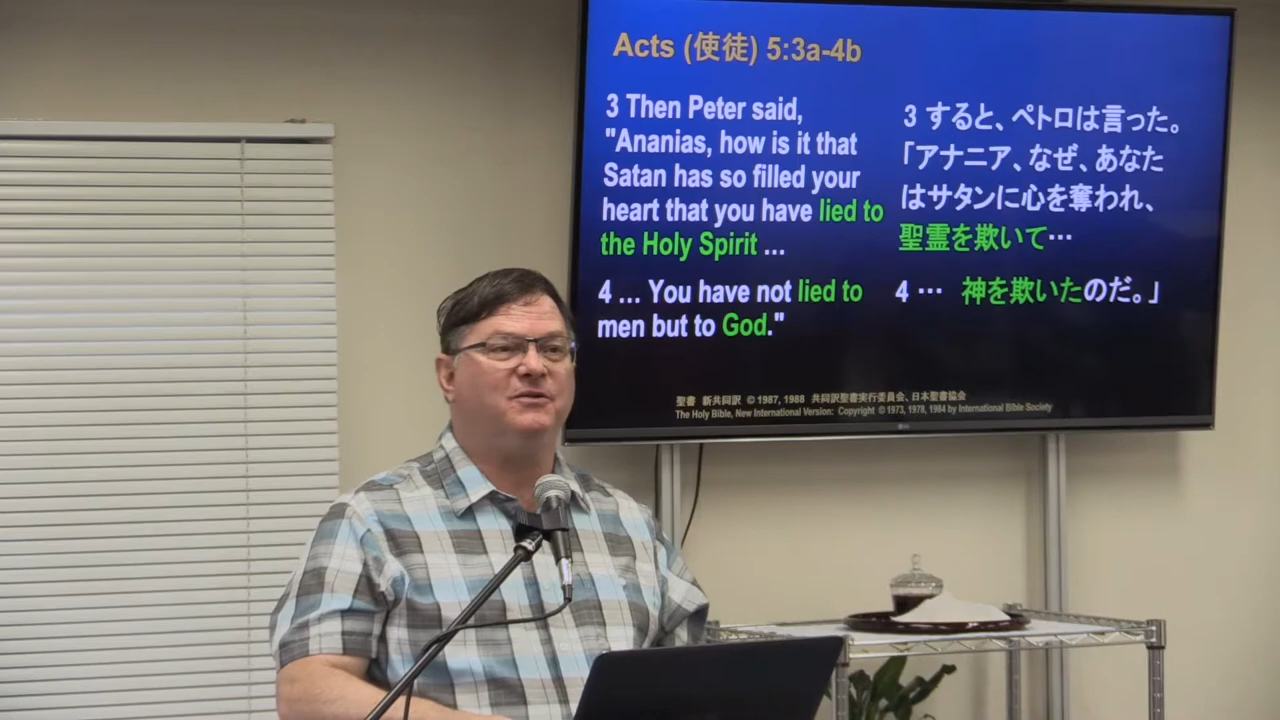 Acts (使徒) 5:3a-4b
3 Then Peter said,
"Ananias, how is it that
Satan has so filled your
heart that you have lied to
the Holy Spirit ...
4 ... You have not lied to
men but to God."
3 すると、ペトロは言った。
「アナニア、なぜ、あなた
はサタンに心を奪われ、
聖霊を欺いて…
4 … 神を欺いたのだ。」
聖書 新共同訳 © 1987, 1988 共同訳聖書実行委員会、日本聖書協会
The Holy Bible, New International Version: Copyright © 1973, 1978, 1984 by International Bible Society
LG